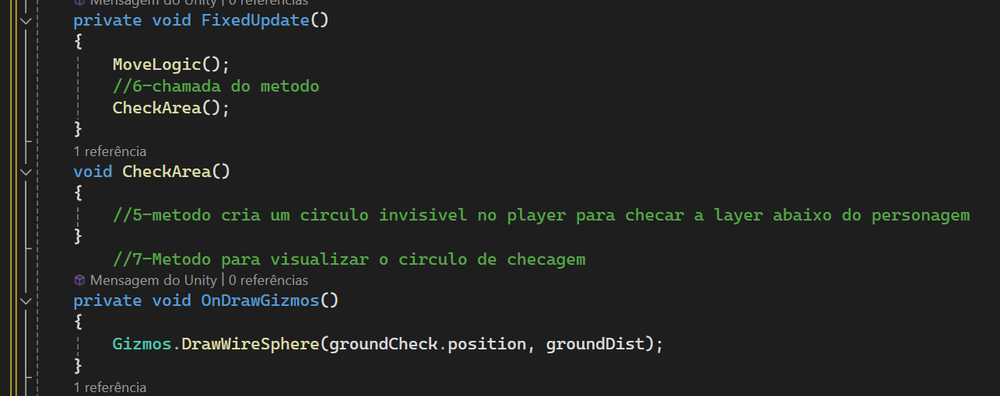 Mensagem do Unity | 0 referências
private void FixedUpdate()
{
MoveLogic();
//6-chamada do metodo
CheckArea();
}
1 referência
void CheckArea()
{
//5-metodo cria um circulo invisivel no player para checar a layer abaixo do personagem
}
//7-Metodo para visualizar o circulo de checagem
Mensagem do Unity | 0 referências
private void OnDrawGizmos()
{
Gizmos.DrawWireSphere(groundCheck.position, groundDist);
}
1 referência